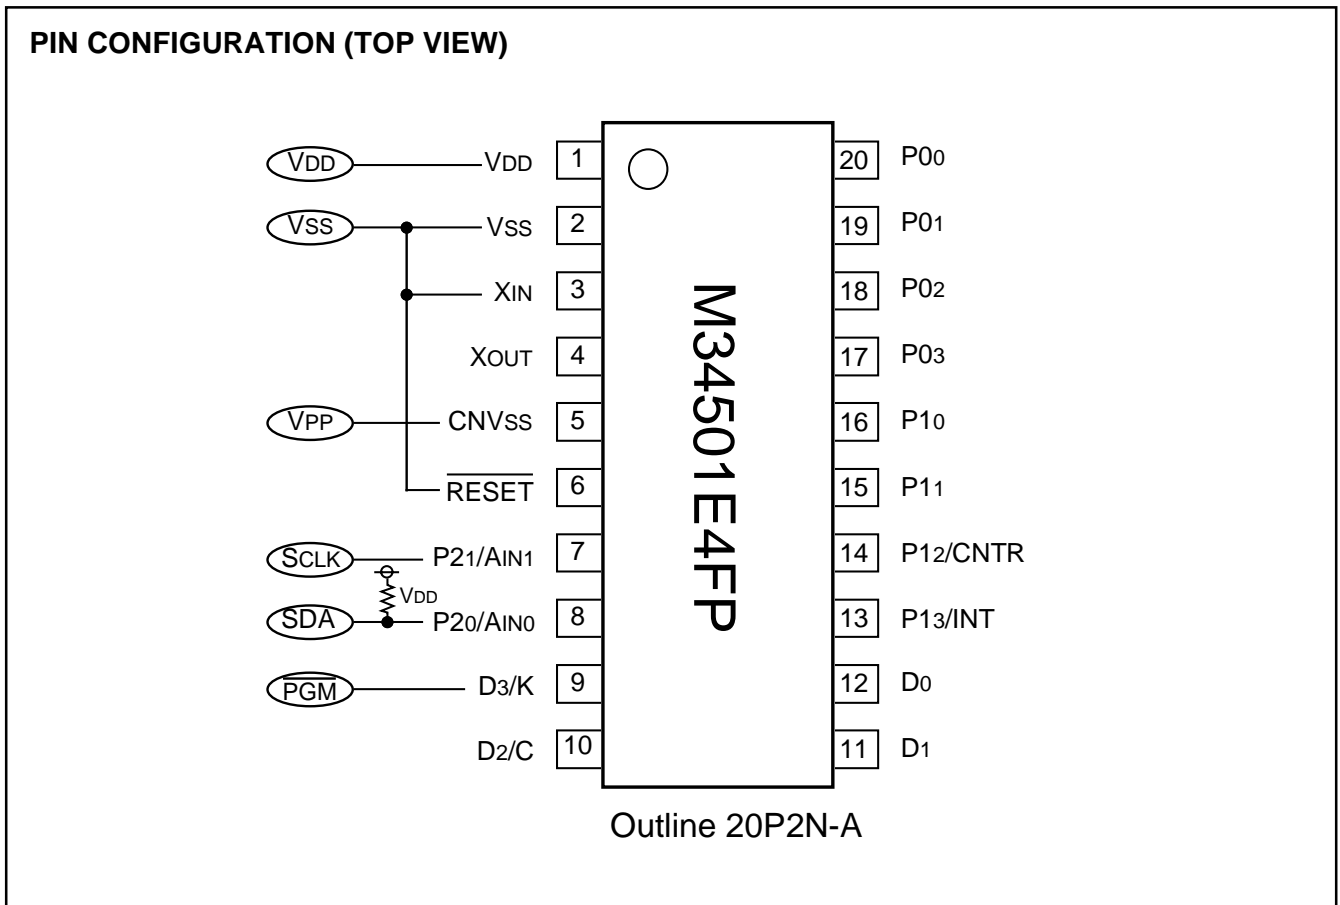 PIN CONFIGURATION (TOP VIEW)
VDD VDD 1 20 P00
VSS VSS 2 19 P01
XIN 3 18 P02
XOUT 4 17 P03
VPP CNVSS 5 16 P10
RESET 6 15 P11
SCLK P21/AIN1 7 14 P12/CNTR
VDD
SDA P20/AIN0 8 13 P13/INT
PGM D3/K 9 12 D0
D2/C 10 11 D1
M34501E4FP
Outline 20P2N-A